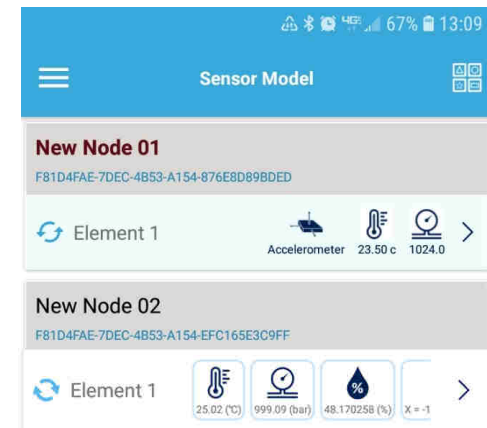 4GE 67% 13:09
Sensor Model
New Node 01
F81D4FAE-7DEC-4B53-A154-876E8D89BDED
Element 1
Accelerometer 23.50 c 1024.0
New Node 02
F81D4FAE-7DEC-4B53-A154-EFC165E3C9FF
Element 1
%
25.02 (°C) 999.09 (bar) 48.170258 (%) X = -1